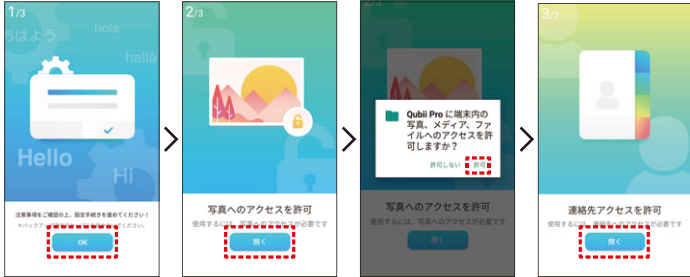 1/3
おはよう
hola
hallå
Hello
Hi
注意事項をご確認の上、設定手続きを進めてください！
OK
2/3
写真へのアクセスを許可
使用するには、写真へのアクセスが必要です
開く
2/3
Qubii Pro に端末内の
写真、メディア、ファ
イルへのアクセスを許
可しますか？
許可しない 許可
写真へのアクセスを許可
使用するには、写真へのアクセスが必要です
開く
3/3
連絡先アクセスを許可
使用するには、連絡先へのアクセスが必要です
開く